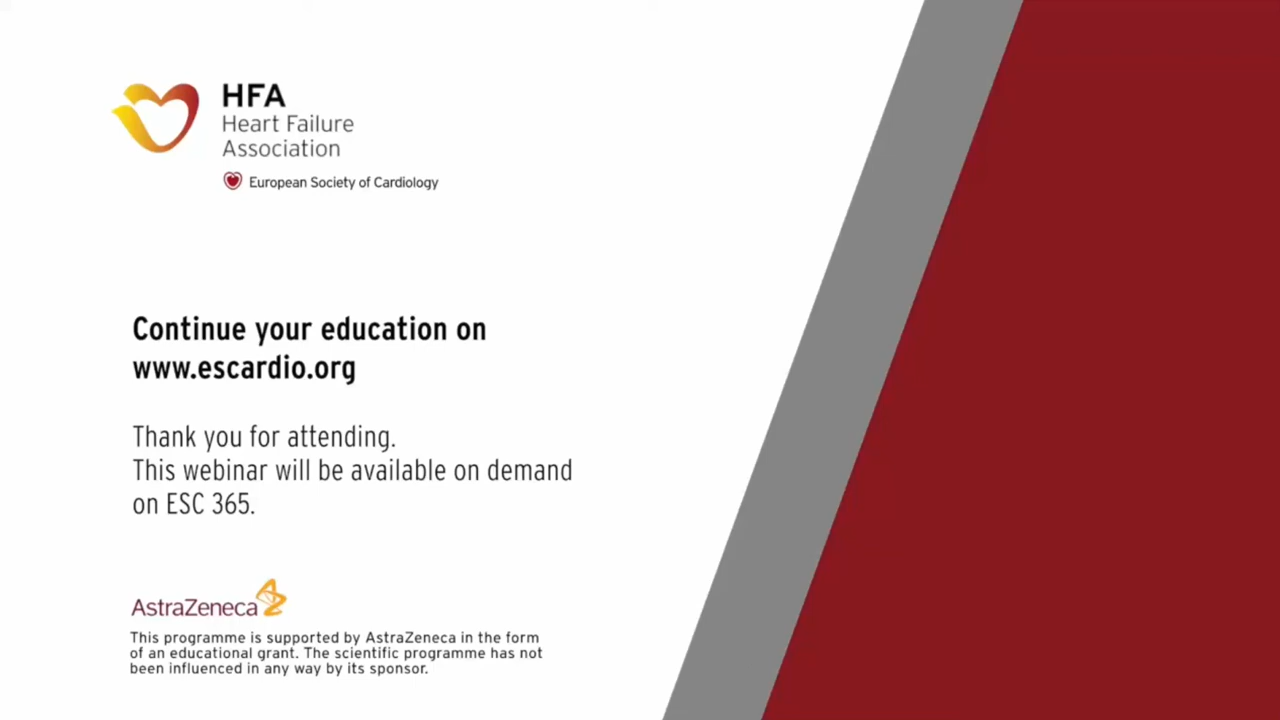 HFA
Heart Failure
Association
European Society of Cardiology
Continue your education on
www.escardio.org
Thank you for attending.
This webinar will be available on demand
on ESC 365.
AstraZeneca
This programme is supported by AstraZeneca in the form
of an educational grant. The scientific programme has not
been influenced in any way by its sponsor.